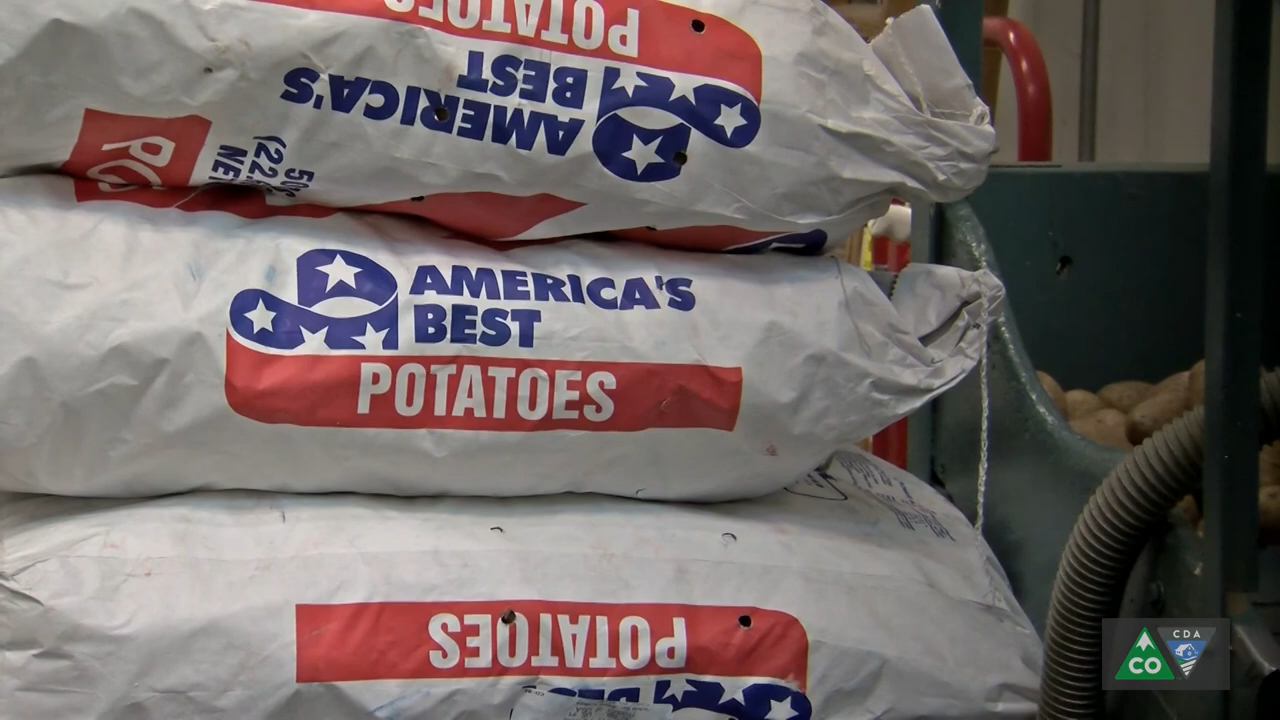 POTATOES
AMERICA'S
BEST
AMERICA'S
BEST
POTATOES
POTATOES
CO
CDA